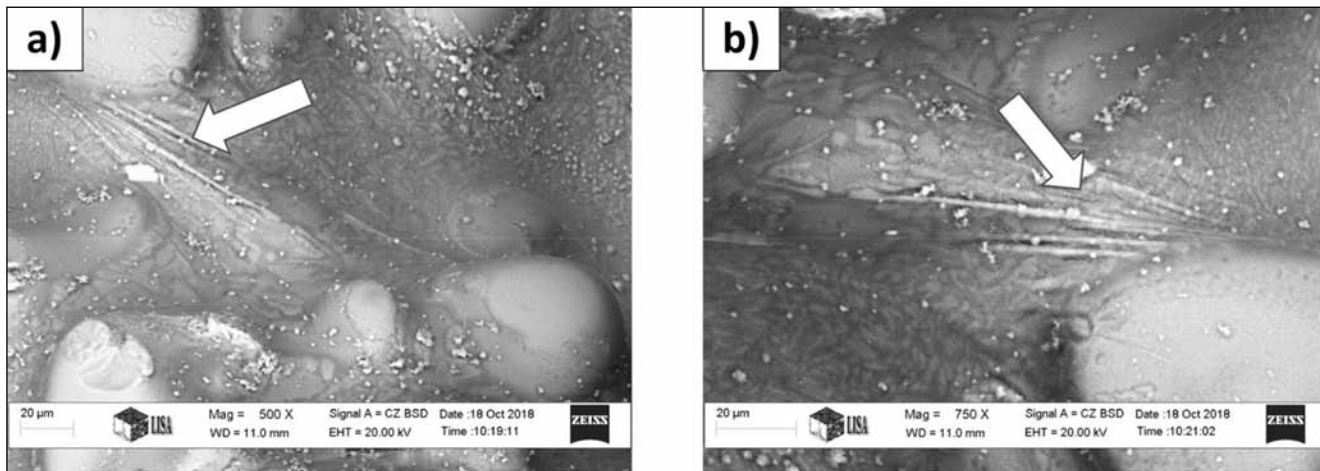 a)
20 µm
LISA
Mag = 500 X
WD = 11.0 mm
Signal A = CZ BSD
EHT = 20.00 kV
Date :18 Oct 2018
Time :10:19:11
ZEISS
b)
20 µm
LISA
Mag = 750 X
WD = 11.0 mm
Signal A = CZ BSD
EHT = 20.00 kV
Date :18 Oct 2018
Time :10:21:02
ZEISS